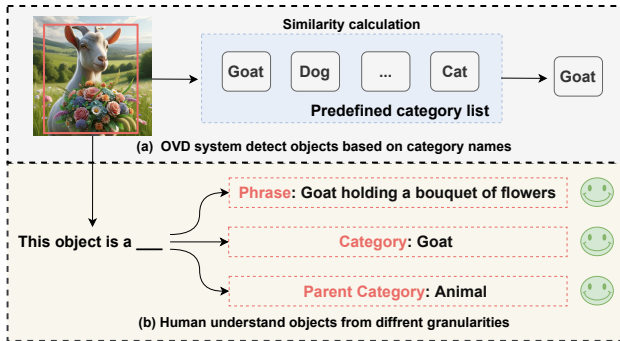 Similarity calculation
Goat Dog ... Cat Goat
Predefined category list
(a) OVD system detect objects based on category names
Phrase: Goat holding a bouquet of flowers
This object is a ___
Category: Goat
Parent Category: Animal
(b) Human understand objects from diffrent granularities